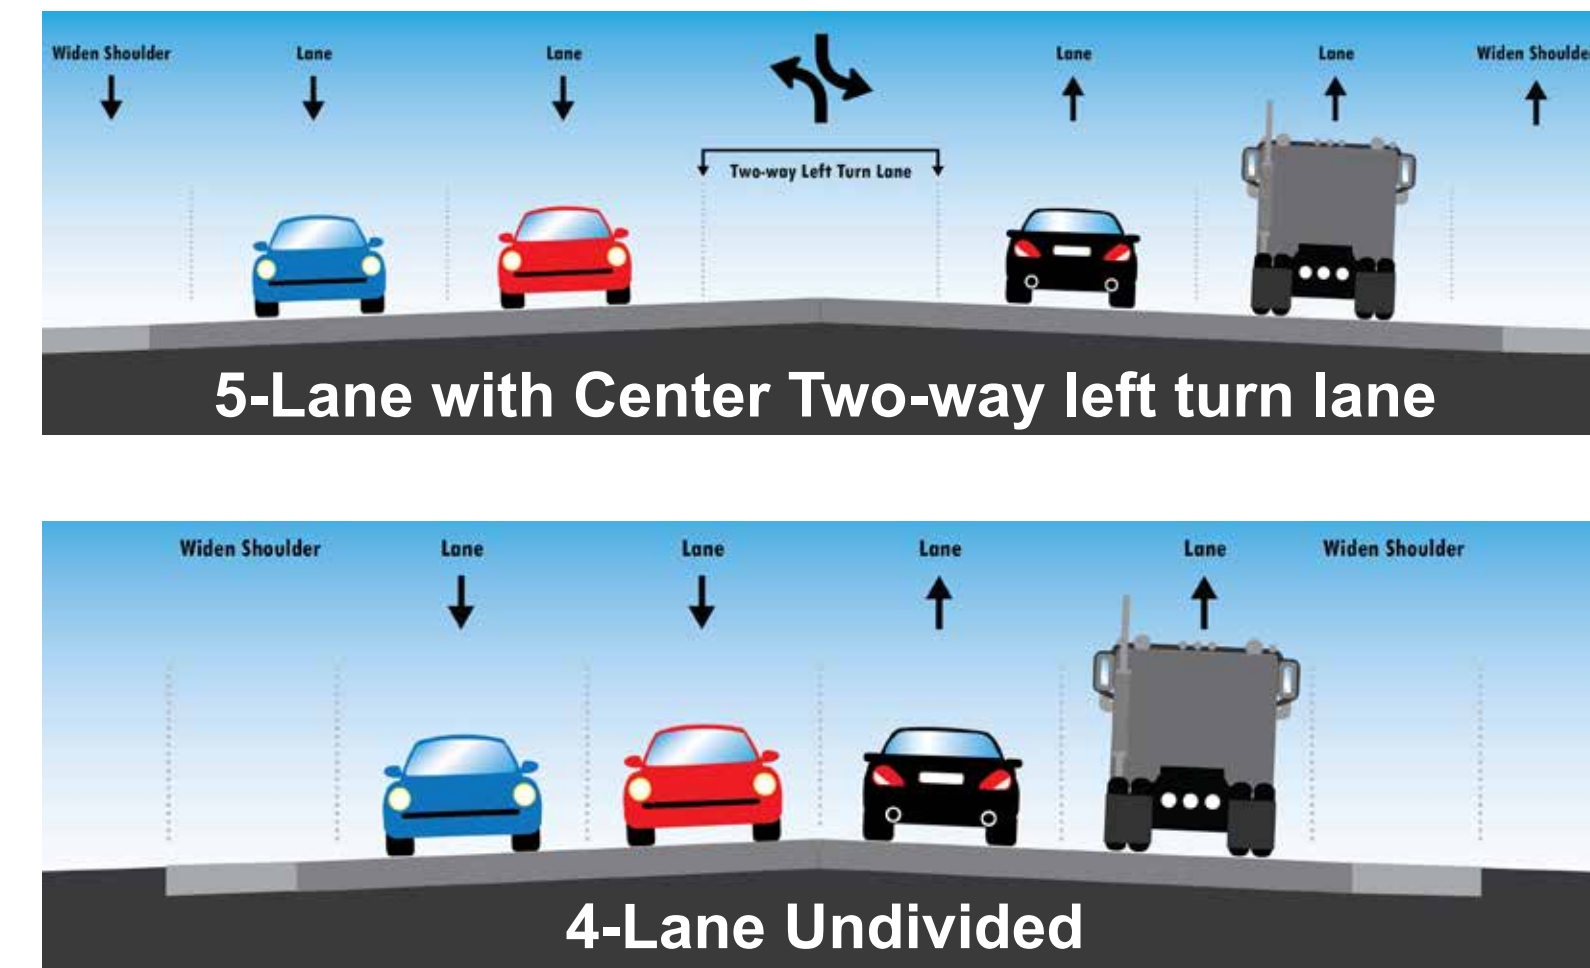 Widen Shoulder Lane Lane Lane Lane Widen Shoulder
Two-way Left Turn Lane
5-Lane with Center Two-way left turn lane
Widen Shoulder Lane Lane Lane Lane Widen Shoulder
4-Lane Undivided